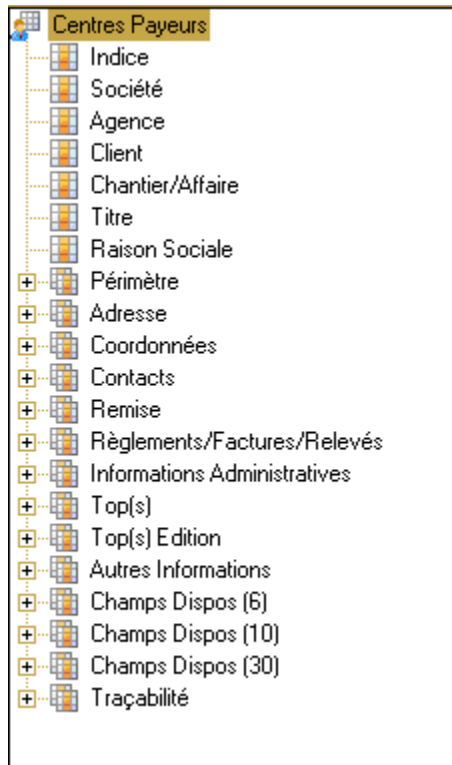 Centres Payeurs
Indice
Société
Agence
Client
Chantier/Affaire
Titre
Raison Sociale
Périmètre
Adresse
Coordonnées
Contacts
Remise
Règlements/Factures/Relevés
Informations Administratives
Top(s)
Top(s) Edition
Autres Informations
Champs Dispos (6)
Champs Dispos (10)
Champs Dispos (30)
Traçabilité